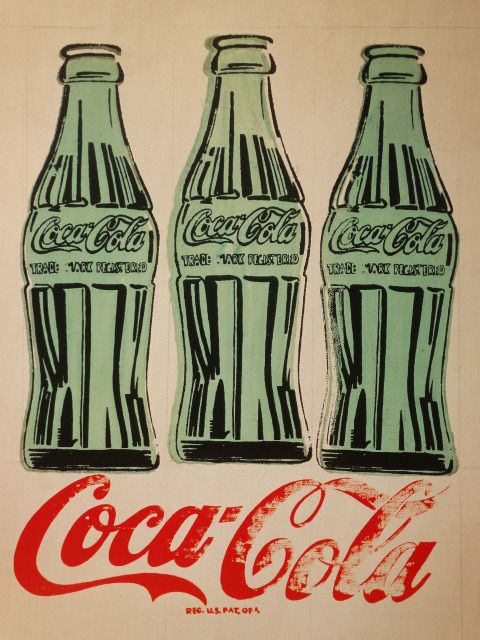 Coca-Cola
TRADE MARK REGISTERED
Coca-Cola
TRADE MARK REGISTERED
Coca-Cola
TRADE MARK REGISTERED
Coca-Cola
REG. U.S. PAT. OFF.